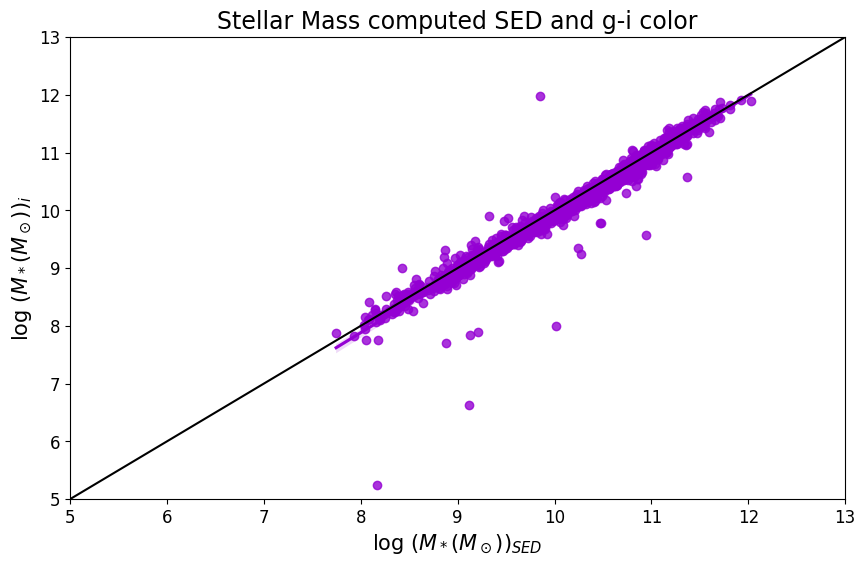 Stellar Mass computed SED and g-i color
13
12
11
10
9
8
7
6
5
log (M*(M⊙))i
5 6 7 8 9 10 11 12 13
log (M*(M⊙))SED